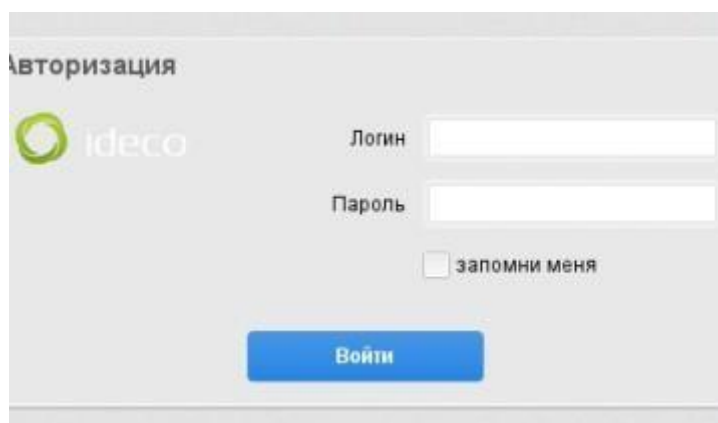 Авторизация
ideco
Логин
Пароль
запомни меня
Войти